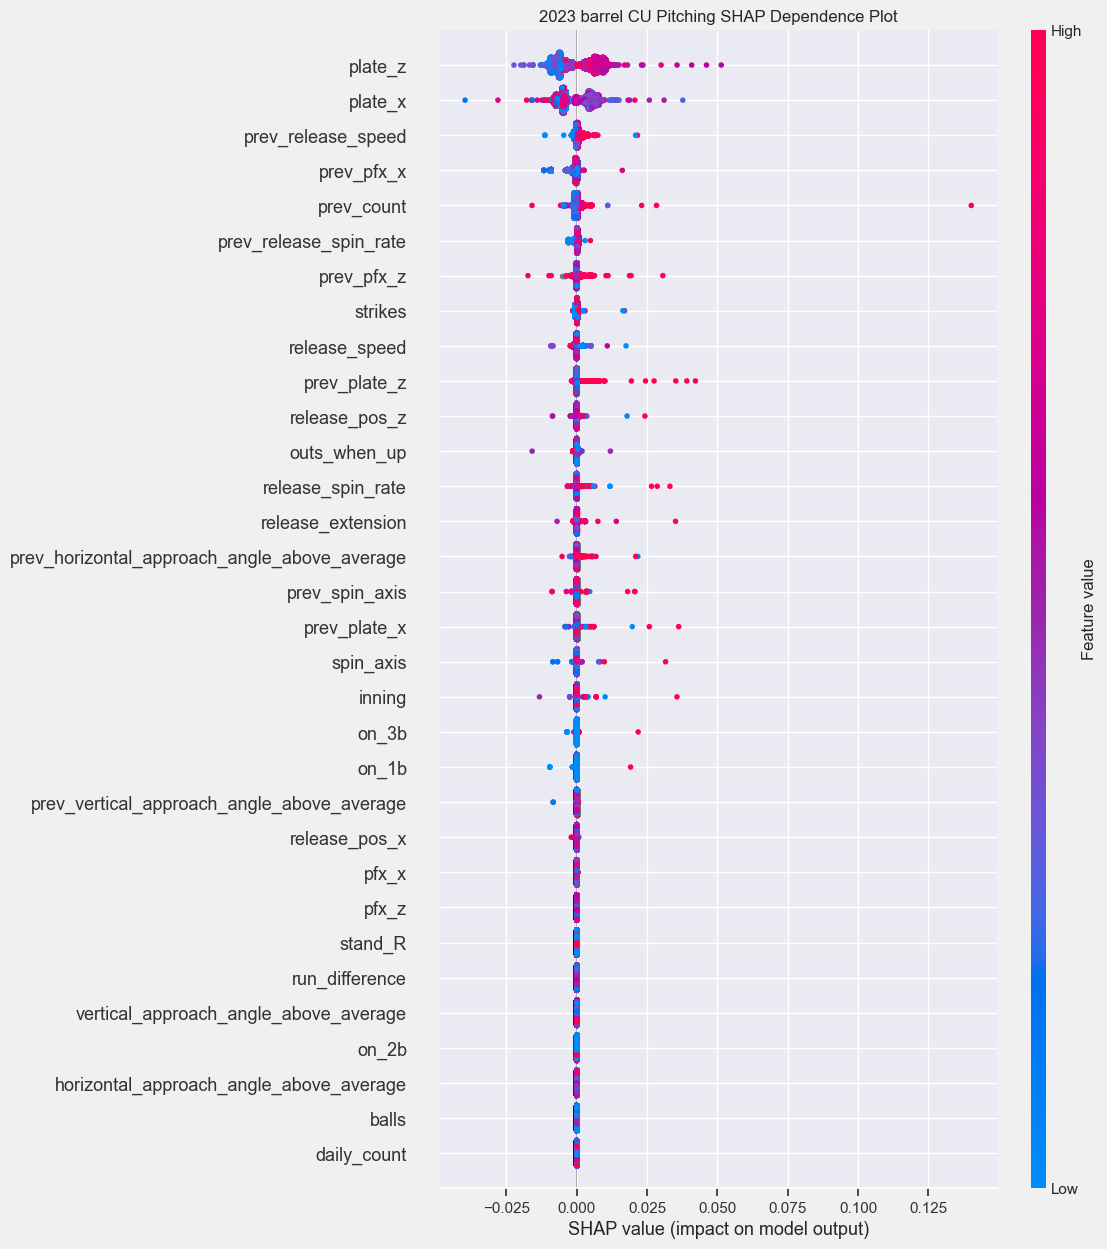 2023 barrel CU Pitching SHAP Dependence Plot
High
plate_z
plate_x
prev_release_speed
prev_pfx_x
prev_count
prev_release_spin_rate
prev_pfx_z
strikes
release_speed
prev_plate_z
release_pos_z
outs_when_up
release_spin_rate
release_extension
prev_horizontal_approach_angle_above_average
prev_spin_axis
prev_plate_x
spin_axis
inning
on_3b
on_1b
prev_vertical_approach_angle_above_average
release_pos_x
pfx_x
pfx_z
stand_R
run_difference
vertical_approach_angle_above_average
on_2b
horizontal_approach_angle_above_average
balls
daily_count
Feature value
Low
−0.025 0.000 0.025 0.050 0.075 0.100 0.125
SHAP value (impact on model output)